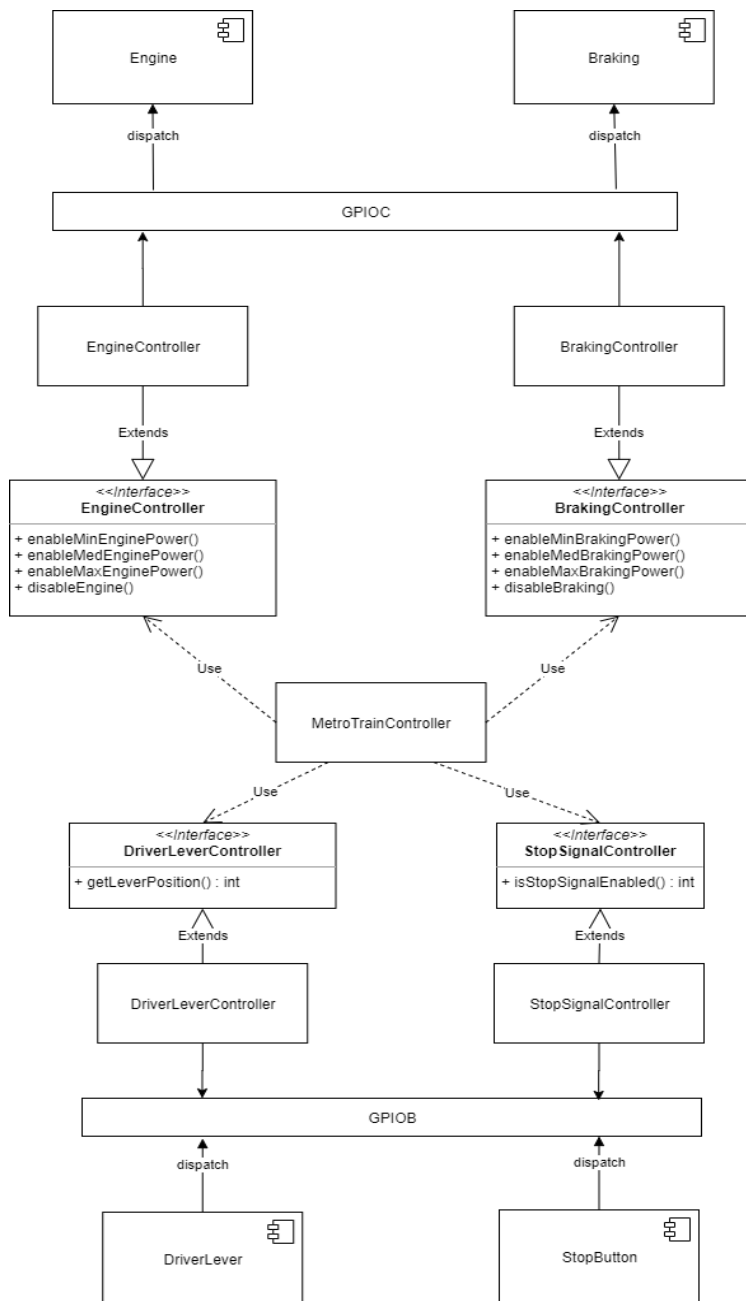 Engine
Braking
dispatch
dispatch
GPIOC
EngineController
BrakingController
Extends
Extends
<<Interface>>
EngineController
+ enableMinEnginePower()
+ enableMedEnginePower()
+ enableMaxEnginePower()
+ disableEngine()
<<Interface>>
BrakingController
+ enableMinBrakingPower()
+ enableMedBrakingPower()
+ enableMaxBrakingPower()
+ disableBraking()
Use
Use
MetroTrainController
Use
Use
<<Interface>>
DriverLeverController
+ getLeverPosition() : int
<<Interface>>
StopSignalController
+ isStopSignalEnabled() : int
Extends
Extends
DriverLeverController
StopSignalController
GPIOB
dispatch
dispatch
DriverLever
StopButton